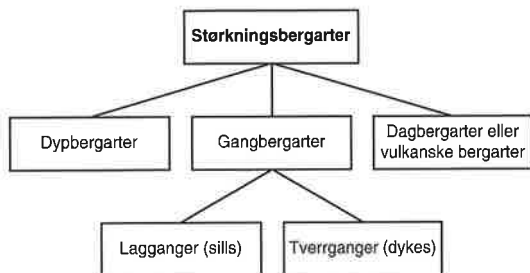 Størkningsbergarter
Dypbergarter
Gangbergarter
Dagbergarter eller
vulkanske bergarter
Lagganger (sills)
Tverrganger (dykes)